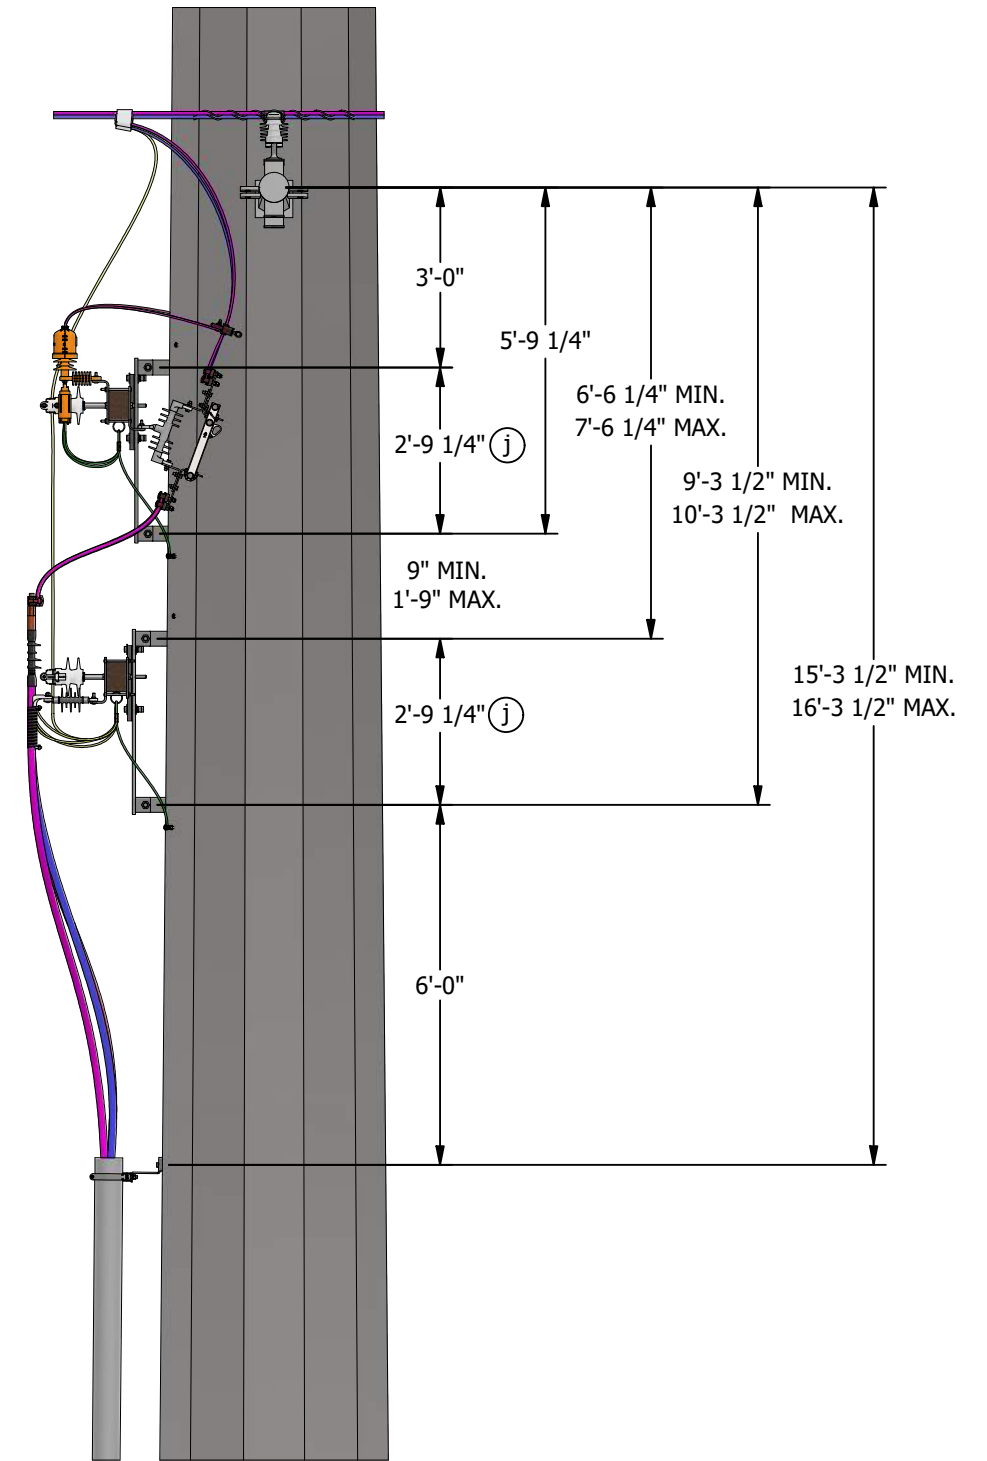 3'-0"
5'-9 1/4"
6'-6 1/4" MIN.
7'-6 1/4" MAX.
2'-9 1/4" j
9'-3 1/2" MIN.
10'-3 1/2" MAX.
9" MIN.
1'-9" MAX.
15'-3 1/2" MIN.
16'-3 1/2" MAX.
2'-9 1/4" j
6'-0"